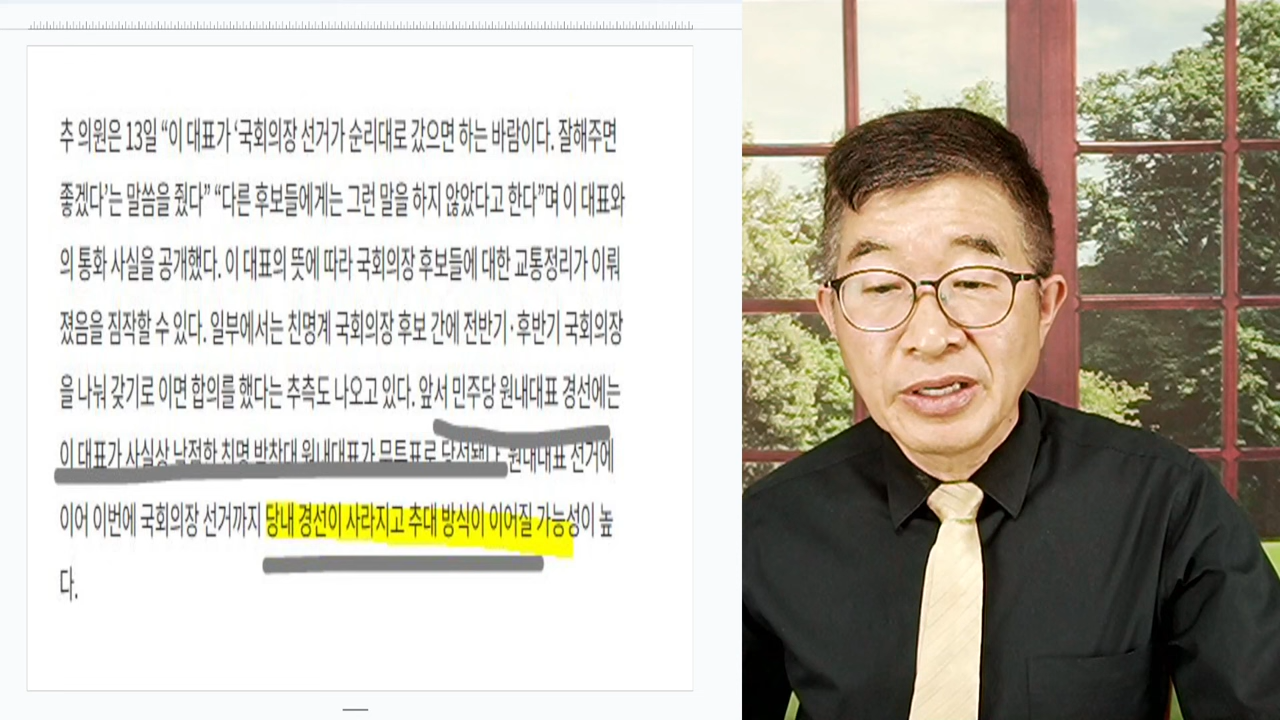 추 의원은 13일 “이 대표가 ‘국회의장 선거가 순리대로 갔으면 하는 바람이다. 잘해주면
좋겠다’는 말씀을 줬다” “다른 후보들에게는 그런 말을 하지 않았다고 한다”며 이 대표와
의 통화 사실을 공개했다. 이 대표의 뜻에 따라 국회의장 후보들에 대한 교통정리가 이뤄
졌음을 짐작할 수 있다. 일부에서는 친명계 국회의장 후보 간에 전반기·후반기 국회의장
을 나눠 갖기로 이면 합의를 했다는 추측도 나오고 있다. 앞서 민주당 원내대표 경선에는
이 대표가 사실상 낙점한 친명 박찬대 원내대표가 무투표로 당선됐다. 원내대표 선거에
이어 이번에 국회의장 선거까지 당내 경선이 사라지고 추대 방식이 이어질 가능성이 높
다.